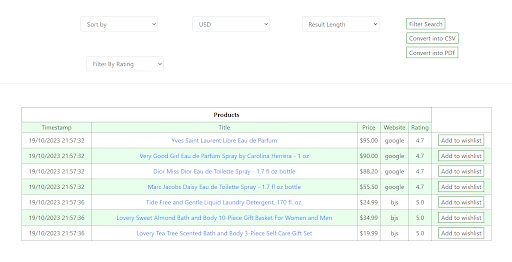 Sort by USD Result Length Filter Search
Convert into CSV
Convert into PDF
Filter By Rating
Products
Timestamp Title Price Website Rating
19/10/2023 21:57:32 Yves Saint Laurent Libre Eau de Parfum $95.00 google 4.7 Add to wishlist
19/10/2023 21:57:32 Very Good Girl Eau de Parfum Spray by Carolina Herrera - 1 oz $90.00 google 4.7 Add to wishlist
19/10/2023 21:57:32 Dior Miss Dior Eau de Toilette Spray - 1.7 fl oz bottle $88.20 google 4.7 Add to wishlist
19/10/2023 21:57:32 Marc Jacobs Daisy Eau de Toilette Spray - 1.7 fl oz bottle $55.50 google 4.7 Add to wishlist
19/10/2023 21:57:36 Tide Free and Gentle Liquid Laundry Detergent, 170 fl. oz. $24.99 bjs 5.0 Add to wishlist
19/10/2023 21:57:36 Lovery Sweet Almond Bath and Body 10-Piece Gift Basket For Women and Men $34.99 bjs 5.0 Add to wishlist
19/10/2023 21:57:36 Lovery Tea Tree Scented Bath and Body 3-Piece Self Care Gift Set $19.99 bjs 5.0 Add to wishlist